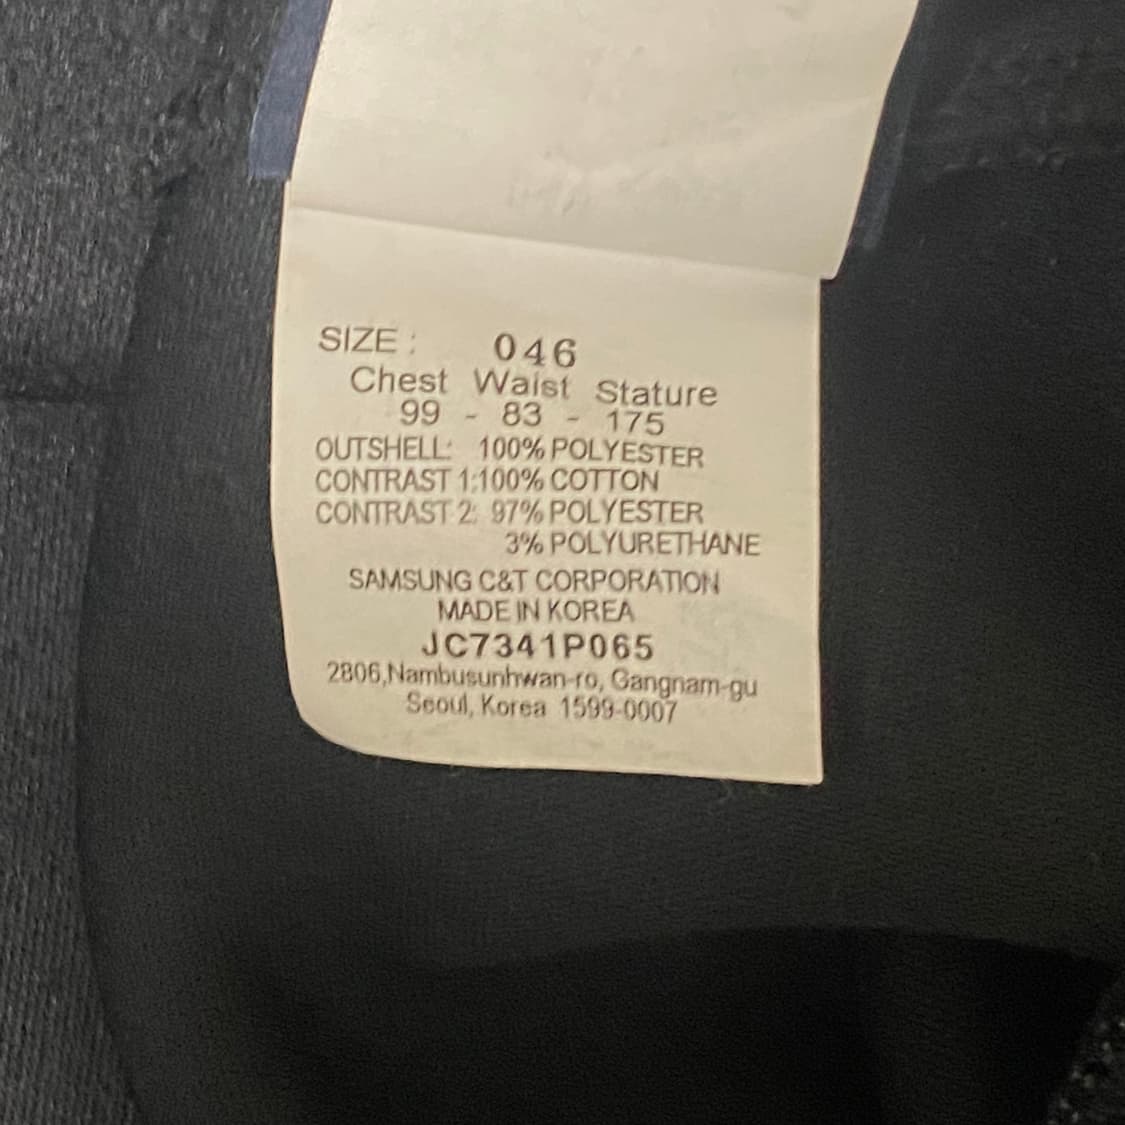 SIZE : 046
Chest Waist Stature
99 - 83 - 175
OUTSHELL: 100% POLYESTER
CONTRAST 1:100% COTTON
CONTRAST 2: 97% POLYESTER
3% POLYURETHANE
SAMSUNG C&T CORPORATION
MADE IN KOREA
JC7341P065
2806,Nambusunhwan-ro, Gangnam-gu
Seoul, Korea 1599-0007